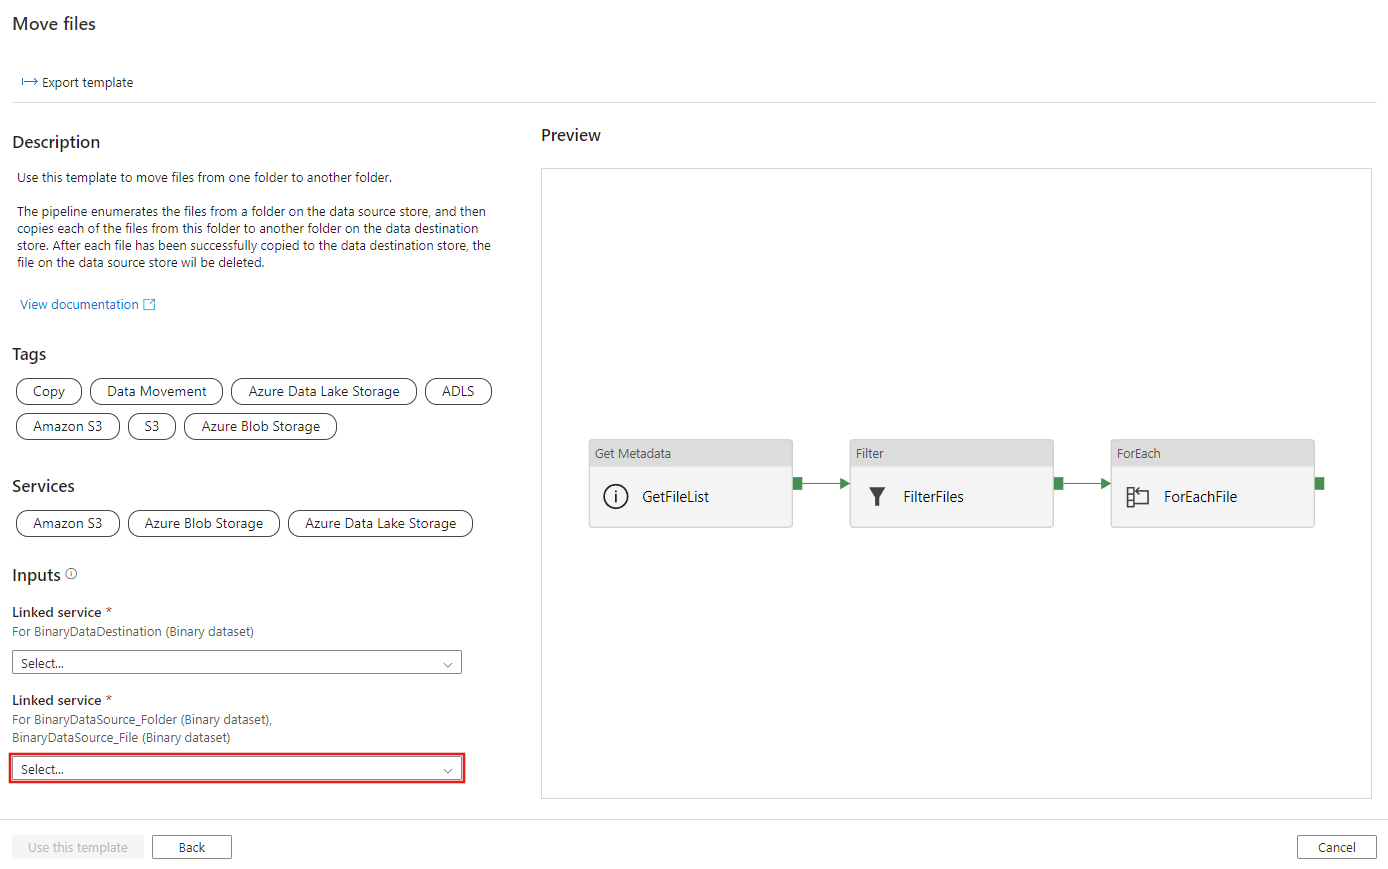 Move files
Export template
Description
Use this template to move files from one folder to another folder.
The pipeline enumerates the files from a folder on the data source store, and then
copies each of the files from this folder to another folder on the data destination
store. After each file has been successfully copied to the data destination store, the
file on the data source store wil be deleted.
View documentation
Tags
Copy Data Movement Azure Data Lake Storage ADLS
Amazon S3 S3 Azure Blob Storage
Services
Amazon S3 Azure Blob Storage Azure Data Lake Storage
Inputs
Linked service *
For BinaryDataDestination (Binary dataset)
Select...
Linked service *
For BinaryDataSource_Folder (Binary dataset),
BinaryDataSource_File (Binary dataset)
Select...
Preview
Get Metadata
GetFileList
Filter
FilterFiles
ForEach
ForEachFile
Use this template Back Cancel